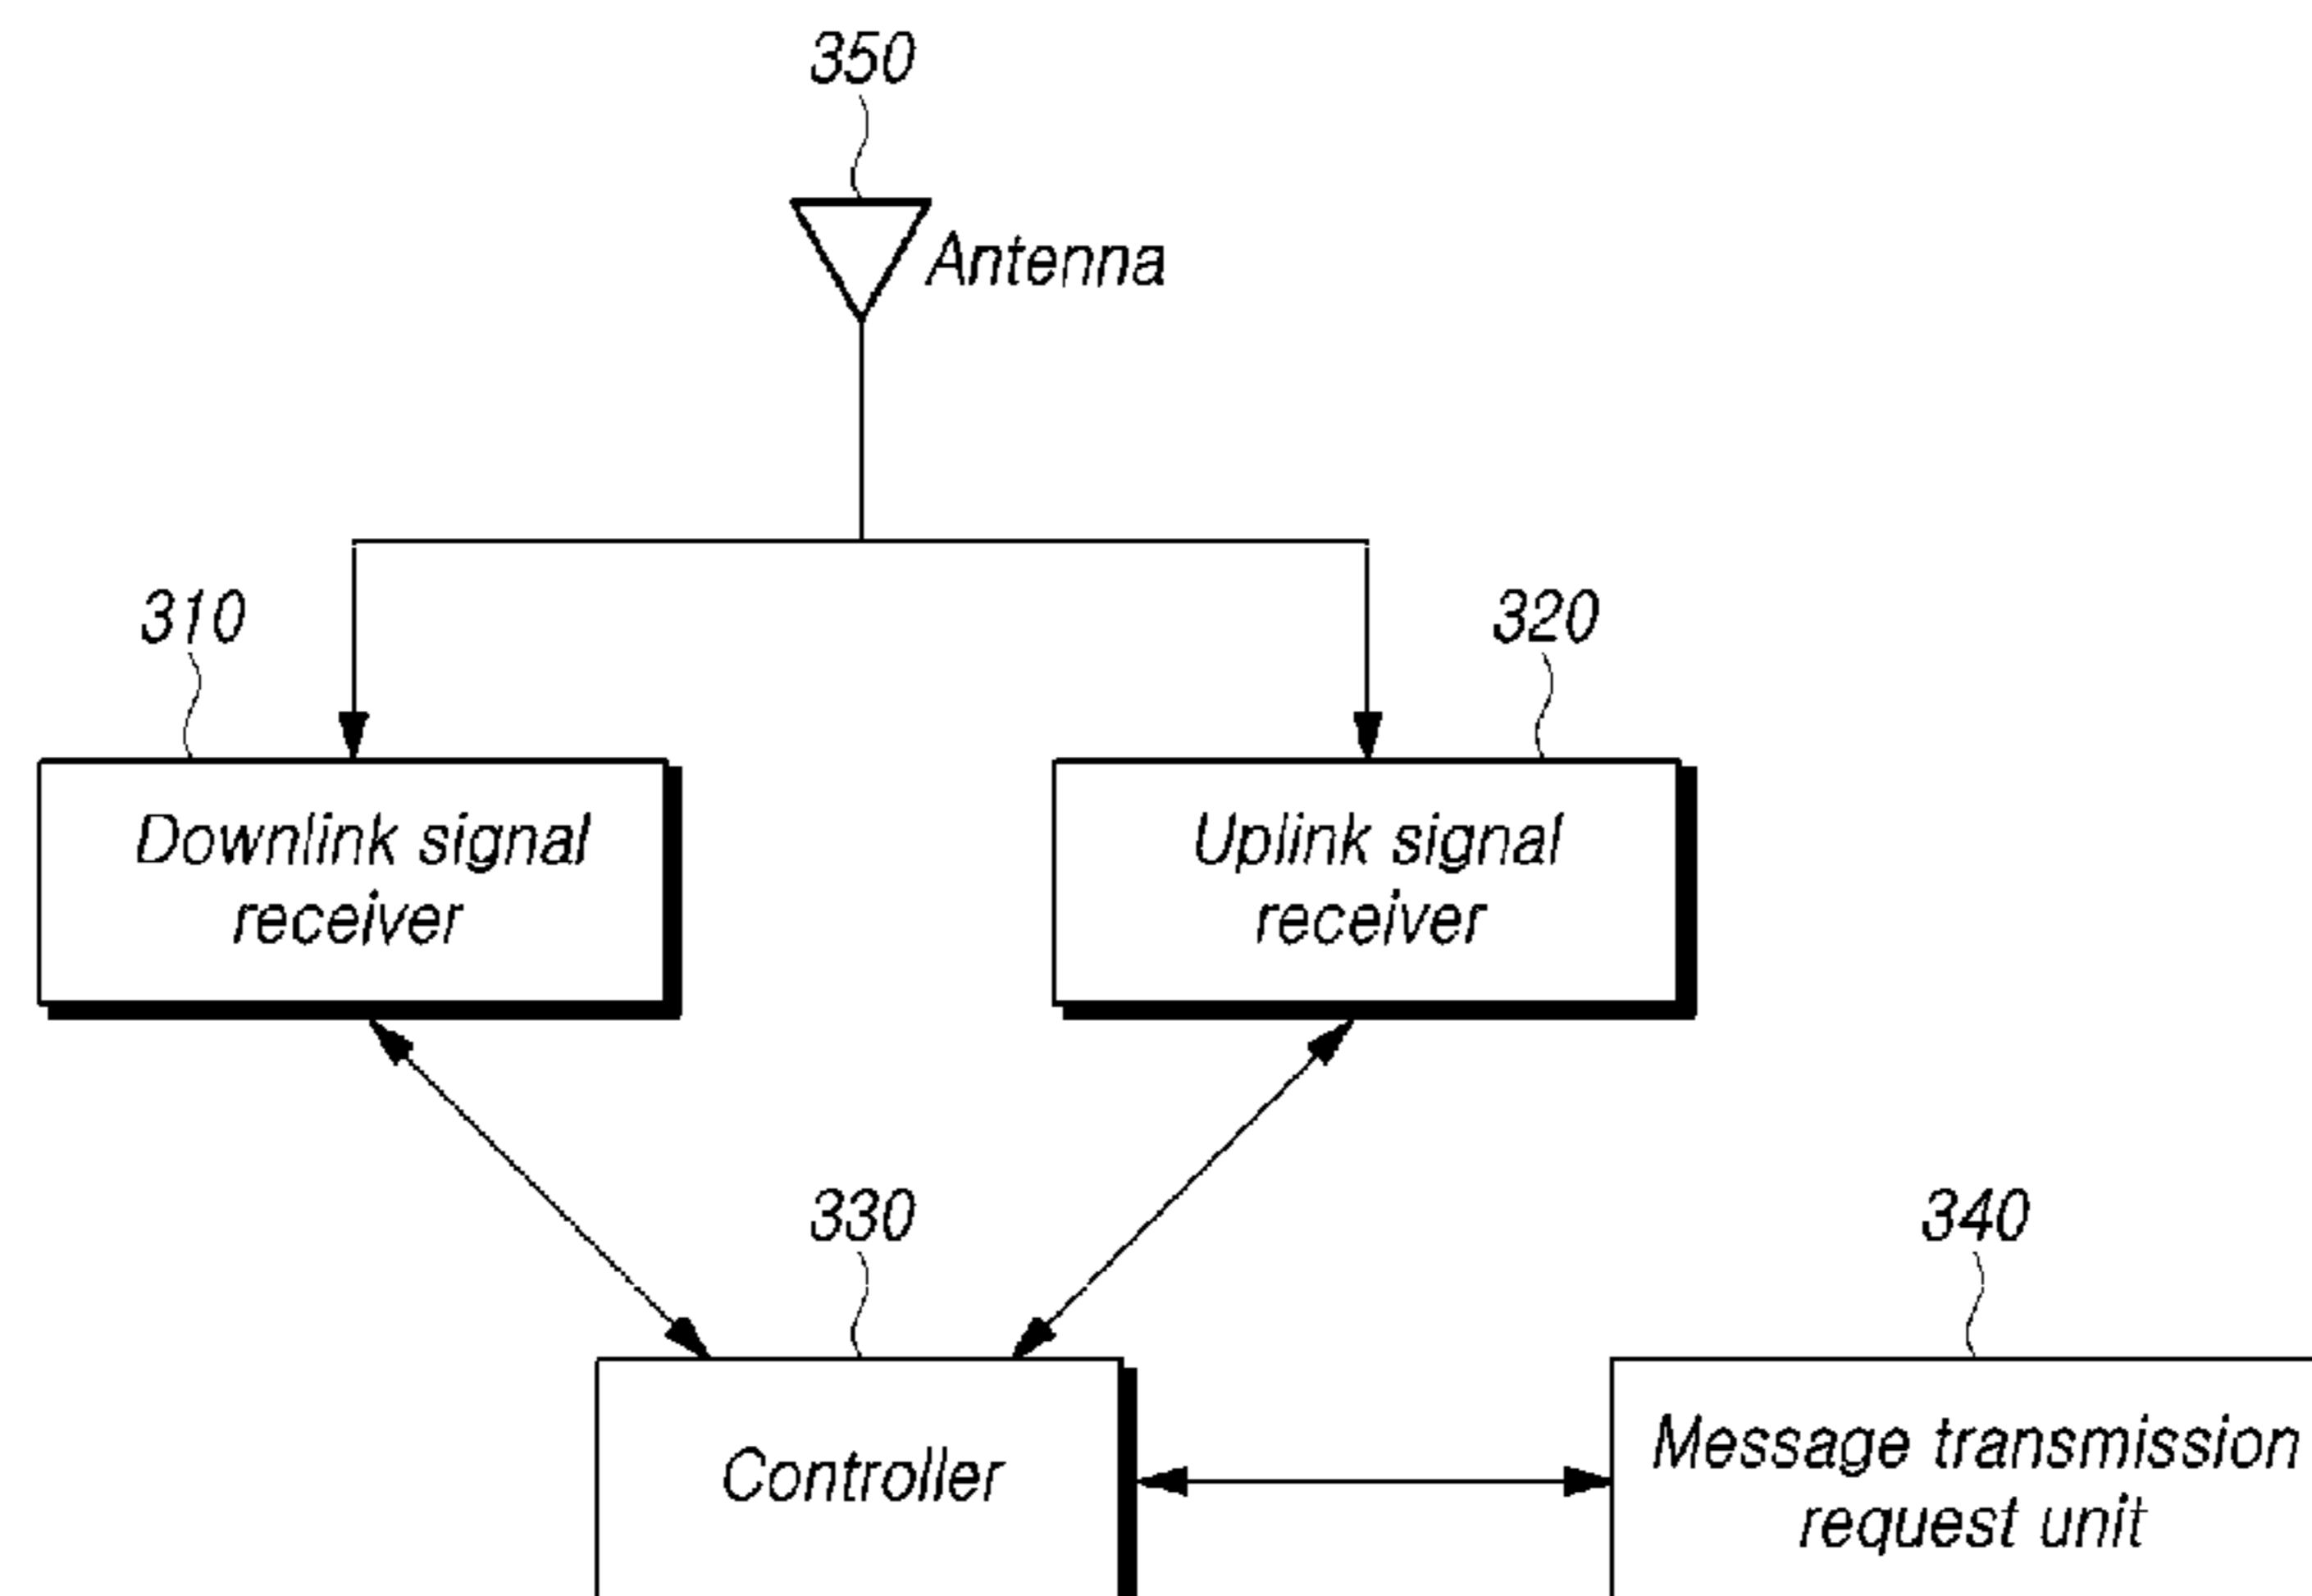 350
Antenna
310
320
Downlink signal
receiver
Uplink signal
receiver
330
340
Controller
Message transmission
request unit